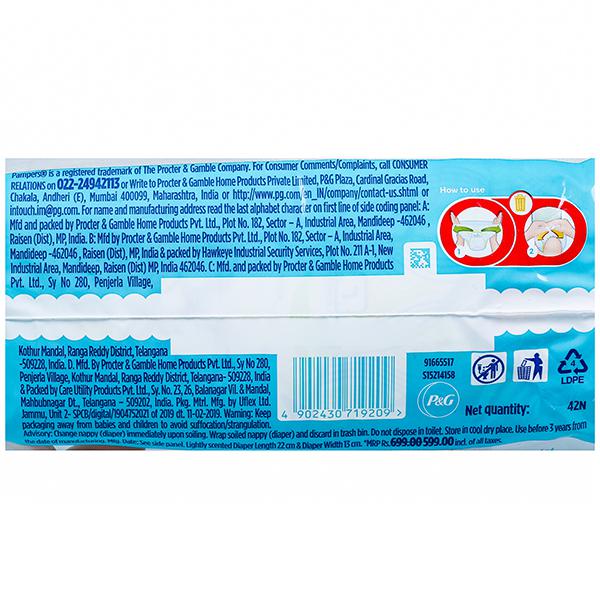 Pampers® is a registered trademark of The Procter & Gamble Company. For Consumer Comments/Complaints, call CONSUMER
RELATIONS on 022-24942113 or Write to Procter & Gamble Home Products Private Limited, P&G Plaza, Cardinal Gracias Road,
Chakala, Andheri (E), Mumbai 400099, Maharashtra, India or http://www.pg.com/en_IN/company/contact-us.shtml or
intouch.im@pg.com. For name and manufacturing address read the last alphabet character on first line of side coding panel: A:
Mfd and packed by Procter & Gamble Home Products Pvt. Ltd., Plot No. 182, Sector – A, Industrial Area, Mandideep -462046 ,
Raisen (Dist), MP, India. B: Mfd by Procter & Gamble Home Products Pvt. Ltd., Plot No. 182, Sector – A, Industrial Area,
Mandideep -462046 , Raisen (Dist), MP, India & packed by Hawkeye Industrial Security Services, Plot No. 211 A-1, New
Industrial Area, Mandideep, Raisen (Dist) MP, India 462046. C: Mfd. and packed by Procter & Gamble Home Products
Pvt. Ltd., Sy No 280, Penjerla Village,
How to use
1
2
Kothur Mandal, Ranga Reddy District, Telangana
-509228, India. D. Mfd. By Procter & Gamble Home Products Pvt. Ltd., Sy No 280,
Penjerla Village, Kothur Mandal, Ranga Reddy District, Telangana- 509228, India
& Packed by Care Utility Products Pvt. Ltd., Sy. No. 23, 26, Balanagar Vil. & Mandal,
Mahbubnagar Dt., Telangana – 509202, India. Pkg. Mtrl. Mfg. by Uflex Ltd.
Jammu, Unit 2- SPCB/digital/1904752021 of 2019 dt. 11-02-2019. Warning: Keep
packaging away from babies and children to avoid suffocation/strangulation.
Advisory: Change nappy (diaper) immediately upon soiling. Wrap soiled nappy (diaper) and discard in trash bin. Do not dispose in toilet. Store in cool dry place. Use before 3 years from
the date of manufacturing. Mfg. Date: See side panel. Lightly scented Diaper Length 22 cm & Diaper Width 13 cm. *MRP Rs. 699.00 599.00 incl. of all taxes.
4 902430 719209 >
91665517
515214158
P&G
4
LDPE
Net quantity: 42N